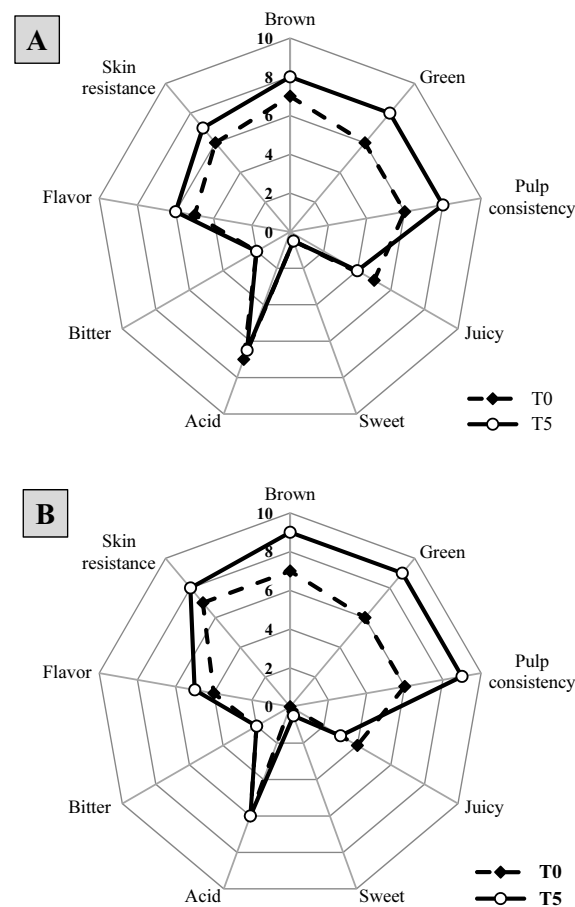 A
Brown
10
Skin
resistance
Green
8
6
4
Flavor
Pulp
consistency
2
0
Bitter
Juicy
Acid
Sweet
T0
T5
B
Brown
10
Skin
resistance
Green
8
6
4
Flavor
Pulp
consistency
2
0
Bitter
Juicy
Acid
Sweet
T0
T5